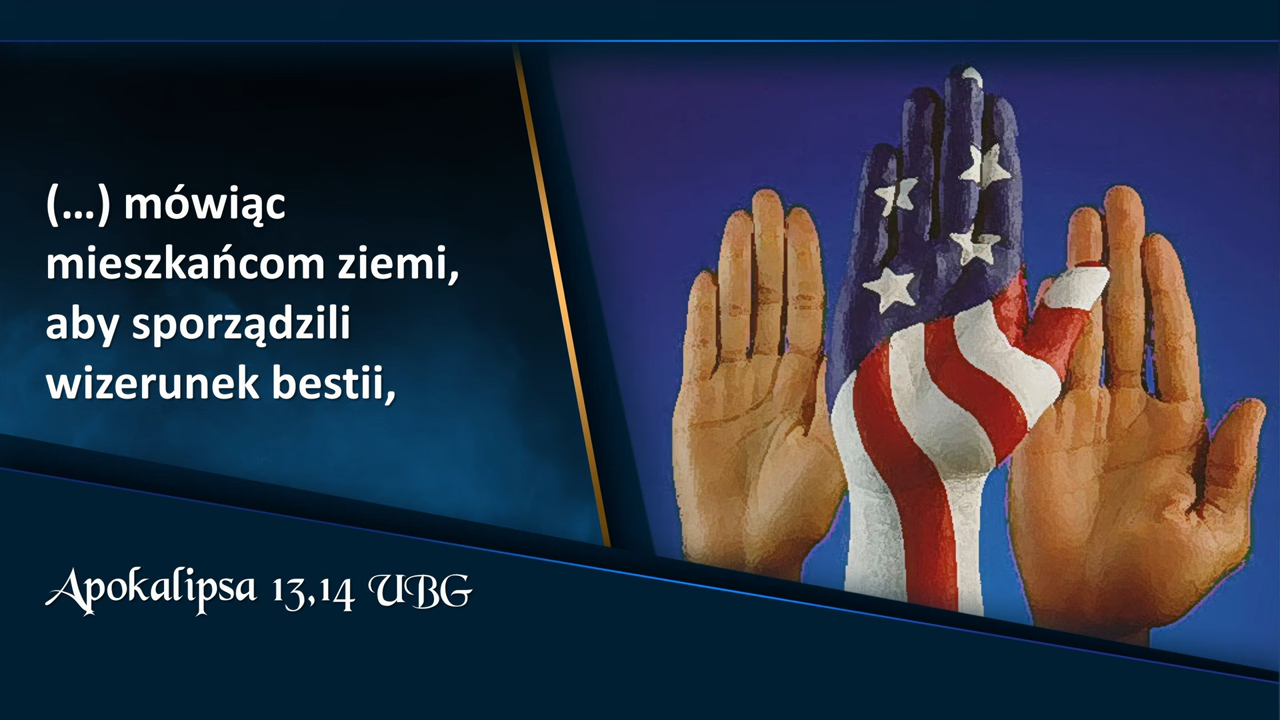 (...) mówiąc
mieszkańcom ziemi,
aby sporządzili
wizerunek bestii,
Apokalipsa 13,14 UBG